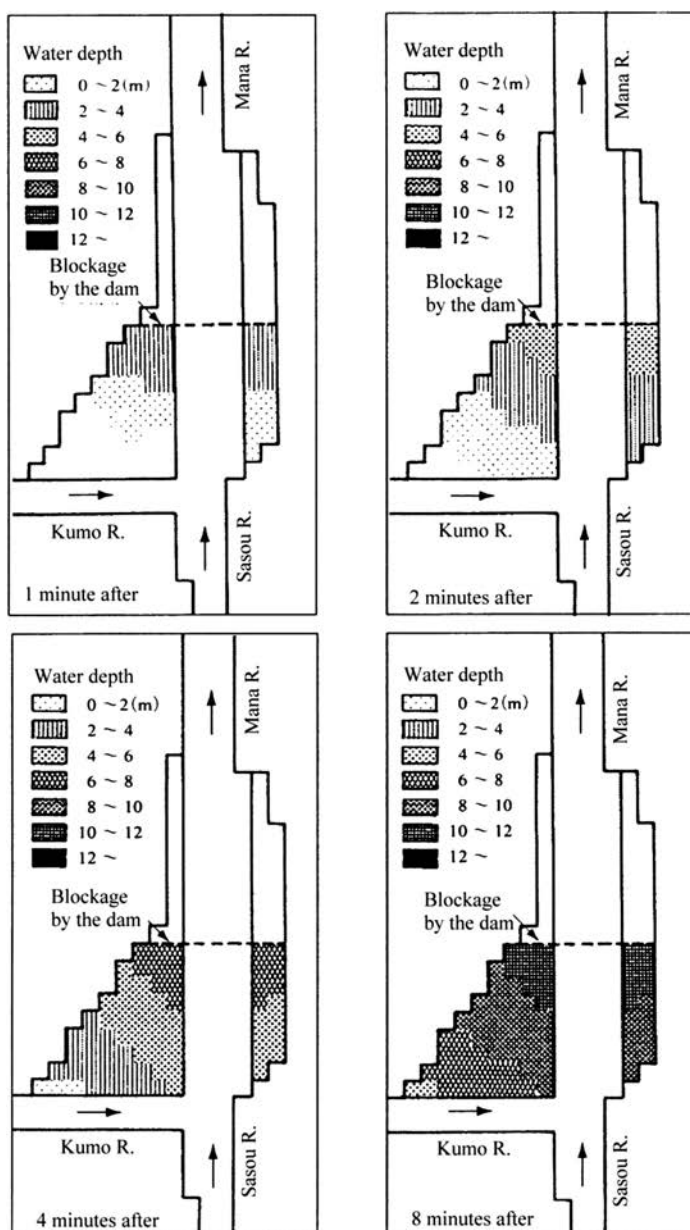 Water depth
0 ~ 2(m)
2 ~ 4
4 ~ 6
6 ~ 8
8 ~ 10
10 ~ 12
12 ~
Blockage
by the dam
Mana R.
Kumo R.
Sasou R.
1 minute after
Water depth
0 ~ 2(m)
2 ~ 4
4 ~ 6
6 ~ 8
8 ~ 10
10 ~ 12
12 ~
Blockage
by the dam
Mana R.
Kumo R.
Sasou R.
2 minutes after
Water depth
0 ~ 2(m)
2 ~ 4
4 ~ 6
6 ~ 8
8 ~ 10
10 ~ 12
12 ~
Blockage
by the dam
Mana R.
Kumo R.
Sasou R.
4 minutes after
Water depth
0 ~ 2(m)
2 ~ 4
4 ~ 6
6 ~ 8
8 ~ 10
10 ~ 12
12 ~
Blockage
by the dam
Mana R.
Kumo R.
Sasou R.
8 minutes after